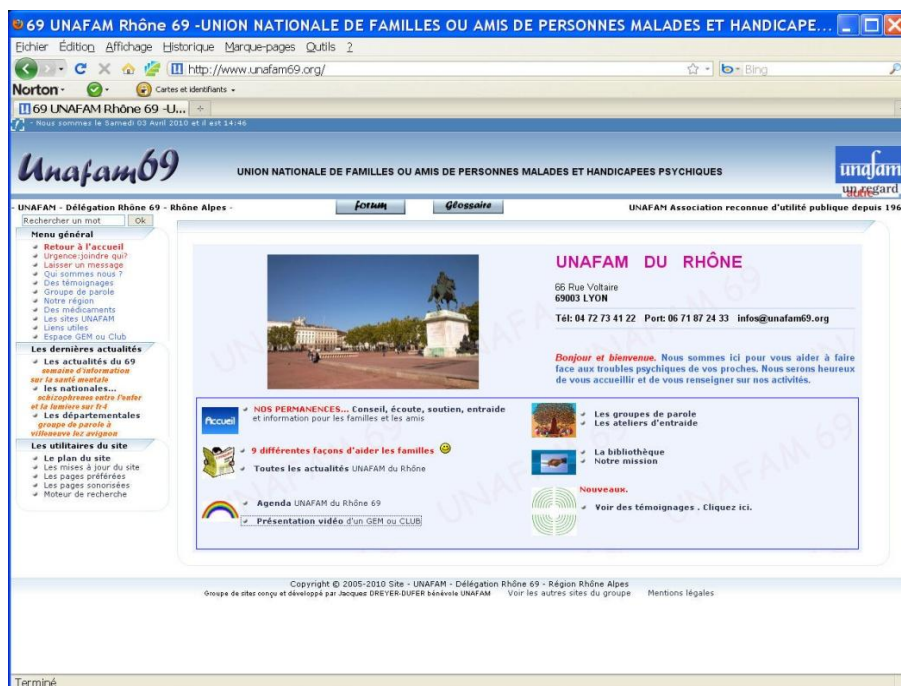 69 UNAFAM Rhône 69 -UNION NATIONALE DE FAMILLES OU AMIS DE PERSONNES MALADES ET HANDICAPE...
Fichier Édition Affichage Historique Marque-pages Outils ?
http://www.unafam69.org/
Bing
Norton
Cartes et identifiants
69 UNAFAM Rhône 69 -U...
- Nous sommes le Samedi 03 Avril 2010 et il est 14:46
Unafam69
UNION NATIONALE DE FAMILLES OU AMIS DE PERSONNES MALADES ET HANDICAPEES PSYCHIQUES
unafam
un autre regard
- UNAFAM - Délégation Rhône 69 - Rhône Alpes -
forum
Glossaire
UNAFAM Association reconnue d'utilité publique depuis 196
Rechercher un mot Ok
Menu général
Retour à l'accueil
Urgence:joindre qui?
Laisser un message
Qui sommes nous ?
Des témoignages
Groupe de parole
Notre région
Des médicaments
Les sites UNAFAM
Liens utiles
Espace GEM ou Club
Les dernières actualités
Les actualités du 69
semaine d'information
sur la santé mentale
les nationales...
schizophrenes entre l'enfer
et la lumiere sur fr4
Les départementales
groupe de parole à
villeneuve lez avignon
Les utilitaires du site
Le plan du site
Les mises à jour du site
Les pages préférées
Les pages sonorisées
Moteur de recherche
UNAFAM DU RHÔNE
66 Rue Voltaire
69003 LYON
Tél: 04 72 73 41 22 Port: 06 71 87 24 33 infos@unafam69.org
Bonjour et bienvenue. Nous sommes ici pour vous aider à faire
face aux troubles psychiques de vos proches. Nous serons heureux
de vous accueillir et de vous renseigner sur nos activités.
Accueil
NOS PERMANENCES... Conseil, écoute, soutien, entraide
et information pour les familles et les amis
9 différentes façons d'aider les familles
Toutes les actualités UNAFAM du Rhône
Agenda UNAFAM du Rhône 69
Présentation vidéo d'un GEM ou CLUB
Les groupes de parole
Les ateliers d'entraide
La bibliothèque
Notre mission
Nouveaux.
Voir des témoignages . Cliquez ici.
UNAFAM 69
Copyright © 2005-2010 Site - UNAFAM - Délégation Rhône 69 - Région Rhône Alpes
Groupe de sites conçu et développé par Jacques DREYER-DUFER bénévole UNAFAM Voir les autres sites du groupe Mentions légales
Terminé